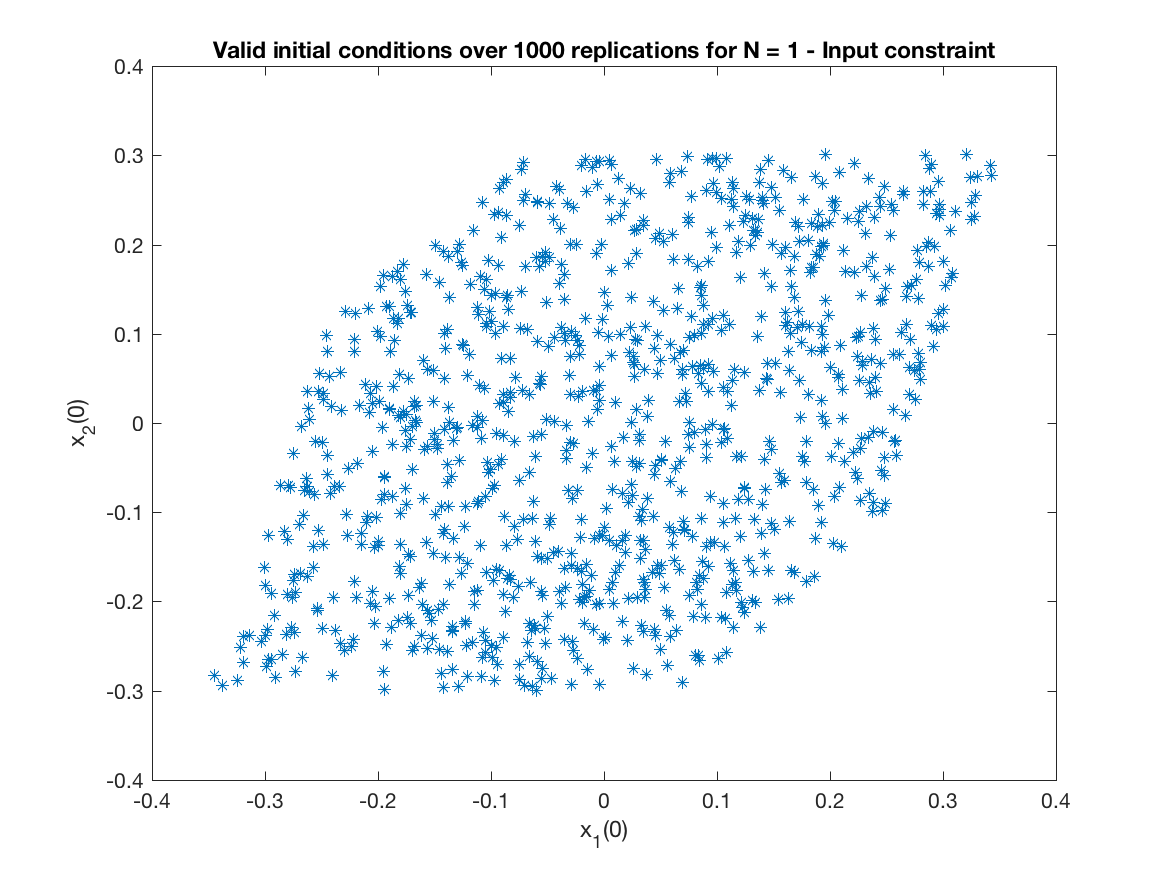 Valid initial conditions over 1000 replications for N = 1 - Input constraint
0.4
0.3
0.2
0.1
0
-0.1
-0.2
-0.3
-0.4
x_2(0)
-0.4 -0.3 -0.2 -0.1 0 0.1 0.2 0.3 0.4
x_1(0)